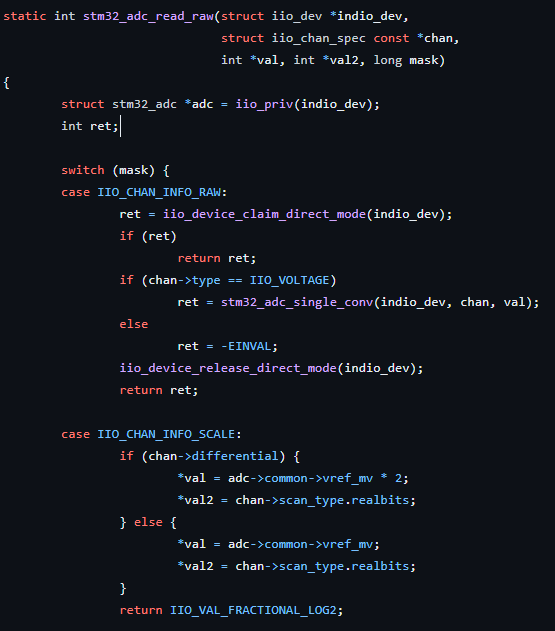 static int stm32_adc_read_raw(struct iio_dev *indio_dev,
                              struct iio_chan_spec const *chan,
                              int *val, int *val2, long mask)
{
        struct stm32_adc *adc = iio_priv(indio_dev);
        int ret;

        switch (mask) {
        case IIO_CHAN_INFO_RAW:
                ret = iio_device_claim_direct_mode(indio_dev);
                if (ret)
                        return ret;
                if (chan->type == IIO_VOLTAGE)
                        ret = stm32_adc_single_conv(indio_dev, chan, val);
                else
                        ret = -EINVAL;
                iio_device_release_direct_mode(indio_dev);
                return ret;

        case IIO_CHAN_INFO_SCALE:
                if (chan->differential) {
                        *val = adc->common->vref_mv * 2;
                        *val2 = chan->scan_type.realbits;
                } else {
                        *val = adc->common->vref_mv;
                        *val2 = chan->scan_type.realbits;
                }
                return IIO_VAL_FRACTIONAL_LOG2;